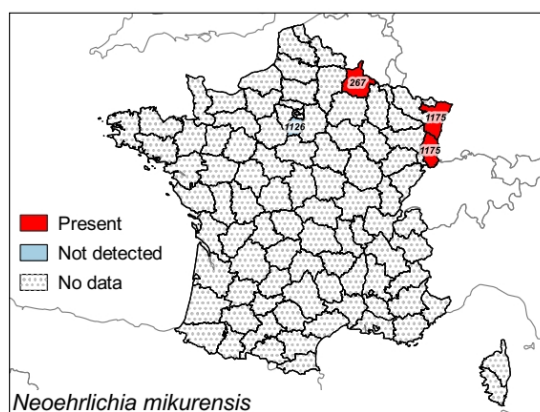 267
1175
1126
1175
Present
Not detected
No data
Neoehrlichia mikurensis